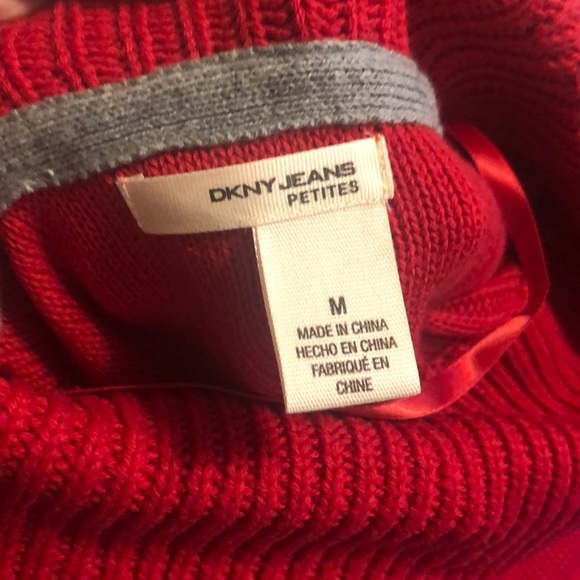 DKNY JEANS
PETITES
M
MADE IN CHINA
HECHO EN CHINA
FABRIQUÉ EN
CHINE